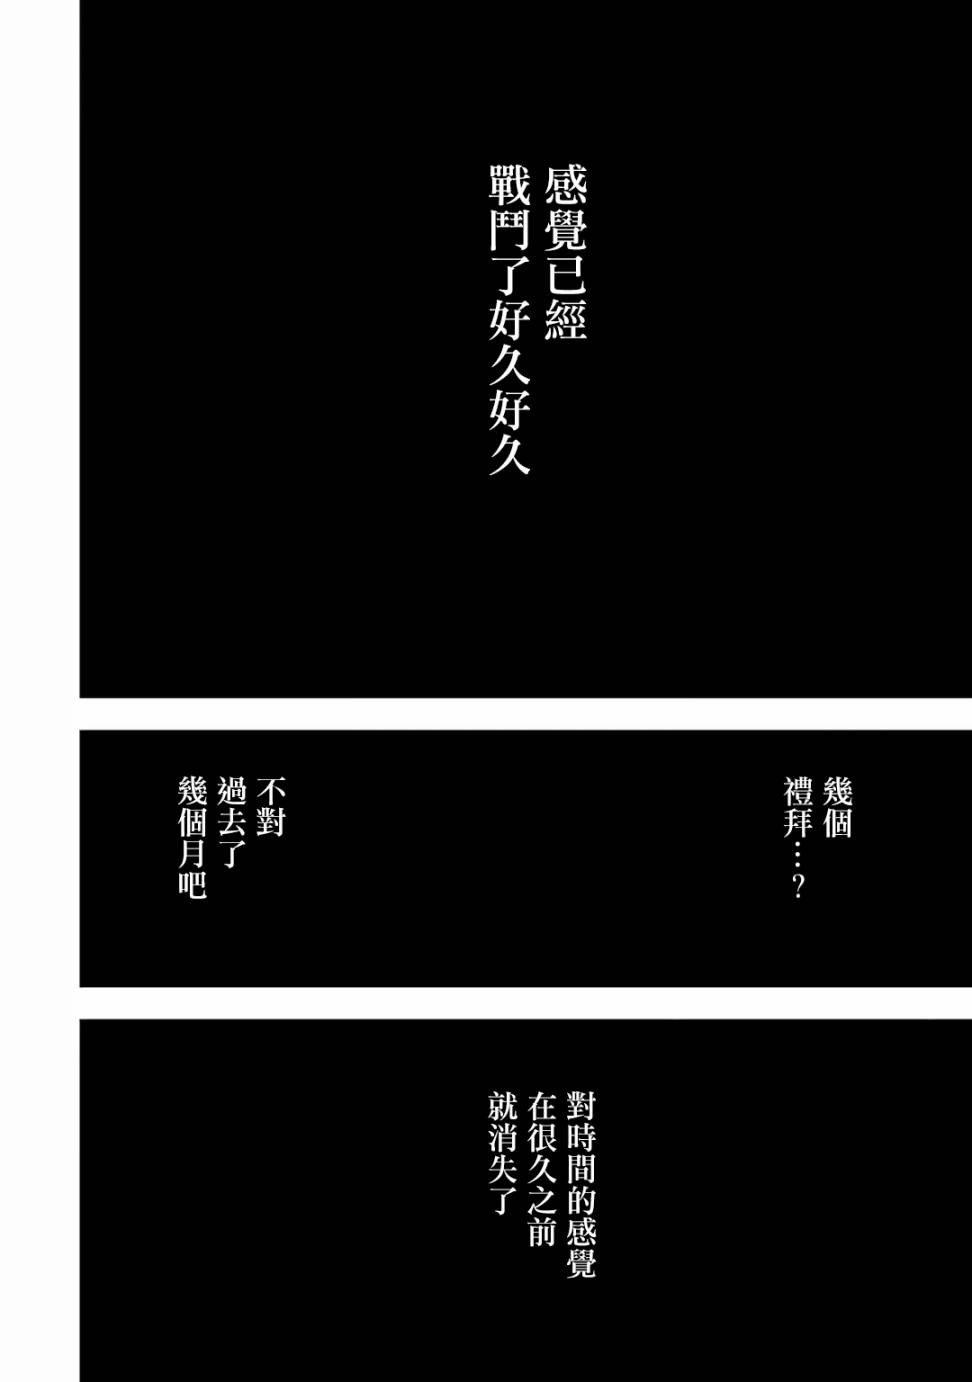 感覺已經
戰鬥了好久好久
幾個
禮拜…?
不對
過去了
幾個月吧
對時間的感覺
在很久之前
就消失了